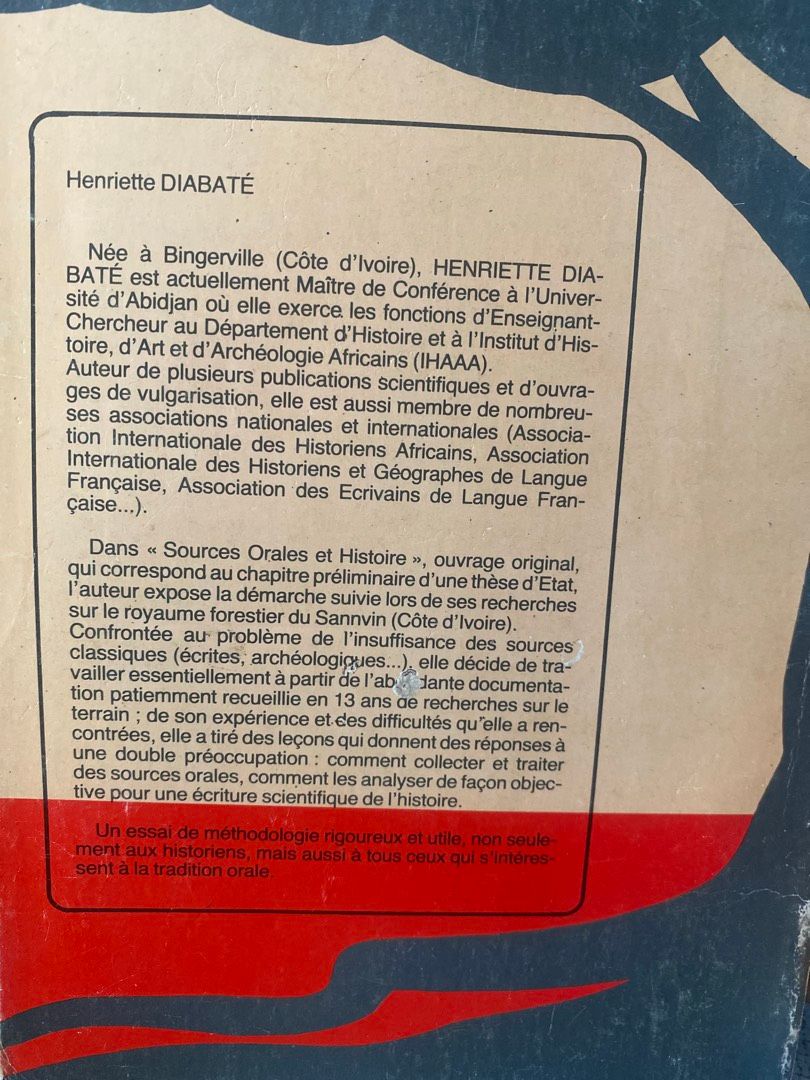 Henriette DIABATÉ
Née à Bingerville (Côte d'Ivoire), HENRIETTE DIA-
BATÉ est actuellement Maître de Conférence à l'Univer-
sité d'Abidjan où elle exerce les fonctions d'Enseignant-
Chercheur au Département d'Histoire et à l'Institut d'His-
toire, d'Art et d'Archéologie Africains (IHAAA).
Auteur de plusieurs publications scientifiques et d'ouvra-
ges de vulgarisation, elle est aussi membre de nombreu-
ses associations nationales et internationales (Associa-
tion Internationale des Historiens Africains, Association
Internationale des Historiens et Géographes de Langue
Française, Association des Ecrivains de Langue Fran-
çaise...).
Dans « Sources Orales et Histoire », ouvrage original,
qui correspond au chapitre préliminaire d'une thèse d'Etat,
l'auteur expose la démarche suivie lors de ses recherches
sur le royaume forestier du Sannvin (Côte d'Ivoire).
Confrontée au problème de l'insuffisance des sources
classiques (écrites, archéologiques...), elle décide de tra-
vailler essentiellement à partir de l'abondante documenta-
tion patiemment recueillie en 13 ans de recherches sur le
terrain ; de son expérience et des difficultés qu'elle a ren-
contrées, elle a tiré des leçons qui donnent des réponses à
une double préoccupation : comment collecter et traiter
des sources orales, comment les analyser de façon objec-
tive pour une écriture scientifique de l'histoire.
Un essai de méthodologie rigoureux et utile, non seule-
ment aux historiens, mais aussi à tous ceux qui s'intéres-
sent à la tradition orale.